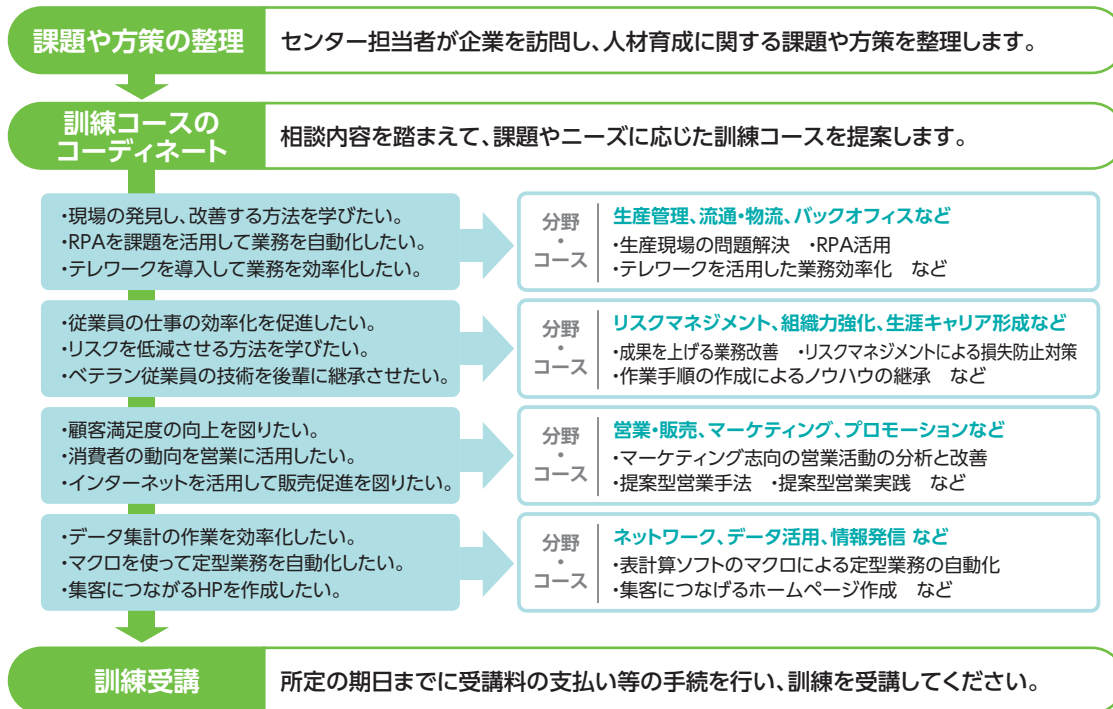 課題や方策の整理
センター担当者が企業を訪問し、人材育成に関する課題や方策を整理します。
訓練コースの
コーディネート
相談内容を踏まえて、課題やニーズに応じた訓練コースを提案します。
・現場の発見し、改善する方法を学びたい。
・RPAを課題を活用して業務を自動化したい。
・テレワークを導入して業務を効率化したい。
分野
・
コース
生産管理、流通・物流、バックオフィスなど
・生産現場の問題解決　・RPA活用
・テレワークを活用した業務効率化　など
・従業員の仕事の効率化を促進したい。
・リスクを低減させる方法を学びたい。
・ベテラン従業員の技術を後輩に継承させたい。
分野
・
コース
リスクマネジメント、組織力強化、生涯キャリア形成など
・成果を上げる業務改善　・リスクマネジメントによる損失防止対策
・作業手順の作成によるノウハウの継承　など
・顧客満足度の向上を図りたい。
・消費者の動向を営業に活用したい。
・インターネットを活用して販売促進を図りたい。
分野
・
コース
営業・販売、マーケティング、プロモーションなど
・マーケティング志向の営業活動の分析と改善
・提案型営業手法　・提案型営業実践　など
・データ集計の作業を効率化したい。
・マクロを使って定型業務を自動化したい。
・集客につながるHPを作成したい。
分野
・
コース
ネットワーク、データ活用、情報発信 など
・表計算ソフトのマクロによる定型業務の自動化
・集客につなげるホームページ作成　など
訓練受講
所定の期日までに受講料の支払い等の手続を行い、訓練を受講してください。